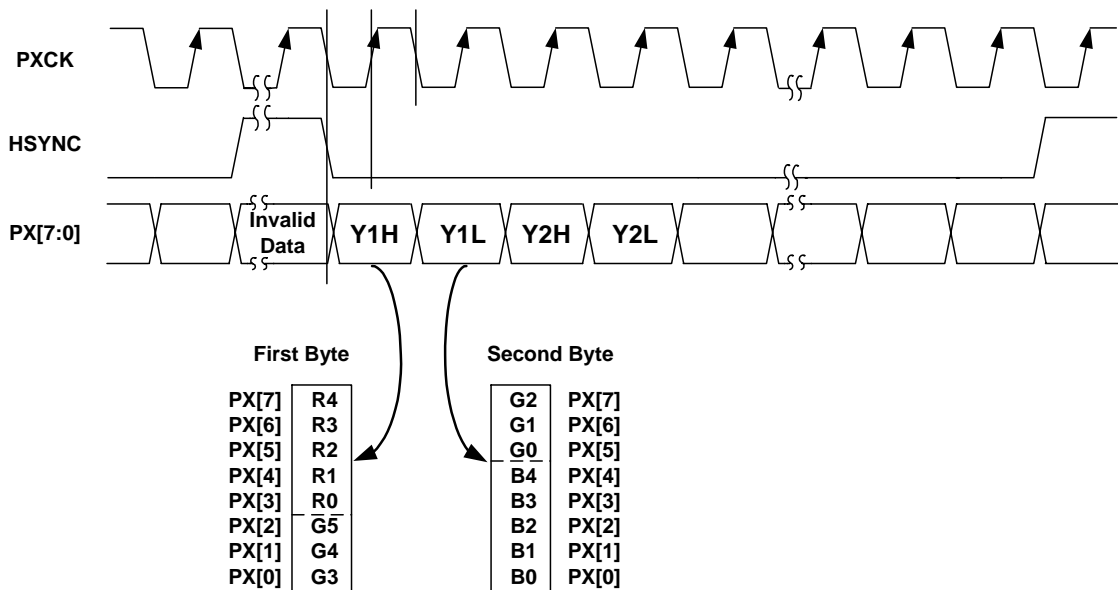 PXCK
HSYNC
PX[7:0]
Invalid
Data
Y1H
Y1L
Y2H
Y2L
First Byte
Second Byte
PX[7] R4
PX[6] R3
PX[5] R2
PX[4] R1
PX[3] R0
PX[2] G5
PX[1] G4
PX[0] G3
G2 PX[7]
G1 PX[6]
G0 PX[5]
B4 PX[4]
B3 PX[3]
B2 PX[2]
B1 PX[1]
B0 PX[0]